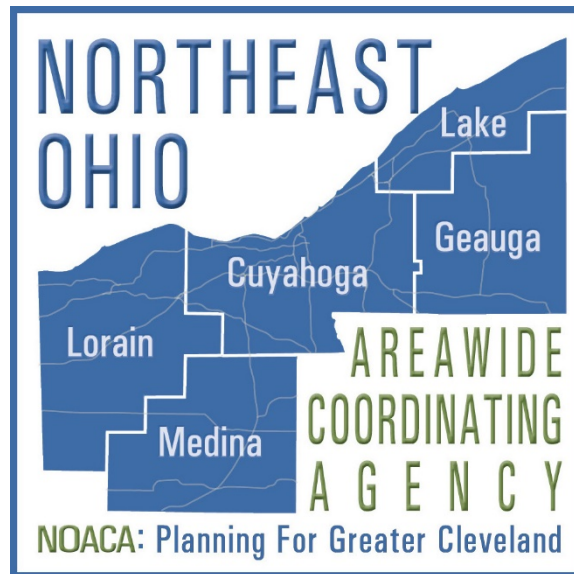 NORTHEAST
OHIO
Lake
Geauga
Cuyahoga
Lorain
Medina
AREAWIDE
COORDINATING
AGENCY
NOACA: Planning For Greater Cleveland